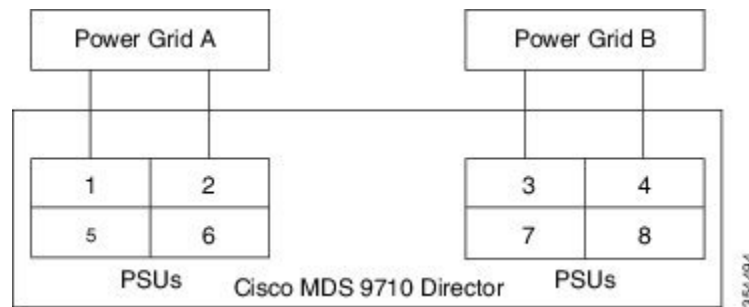 Power Grid A
Power Grid B
1 2
3 4
5 6
7 8
PSUs
Cisco MDS 9710 Director
PSUs